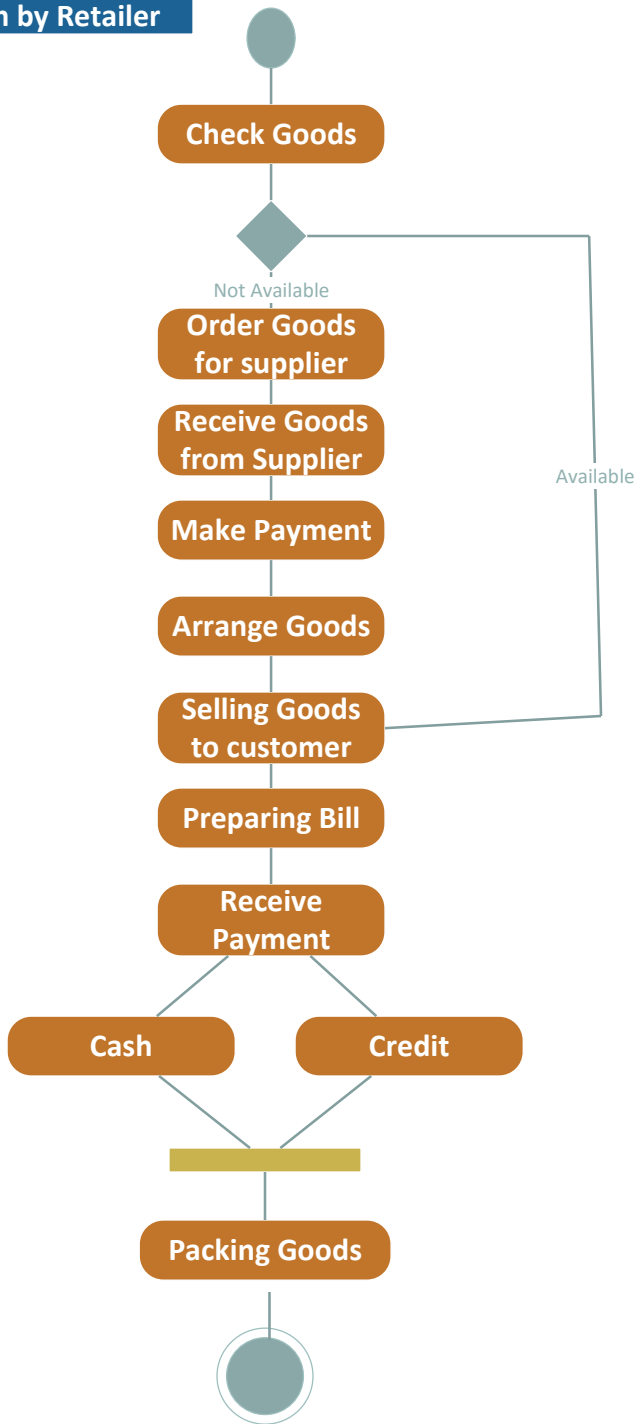 by Retailer
Check Goods
Not Available
Order Goods
for supplier
Receive Goods
from Supplier
Available
Make Payment
Arrange Goods
Selling Goods
to customer
Preparing Bill
Receive
Payment
Cash
Credit
Packing Goods